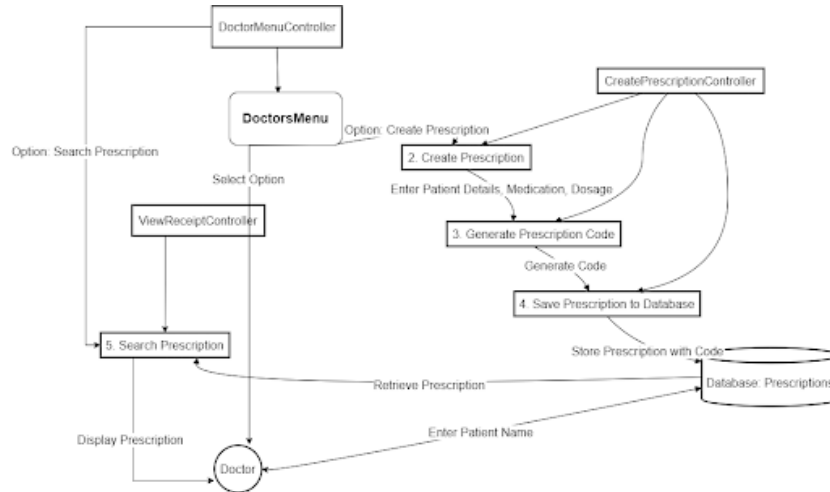 DoctorMenuController
CreatePrescriptionController
DoctorsMenu
Option: Create Prescription
Option: Search Prescription
2. Create Prescription
Select Option
Enter Patient Details, Medication, Dosage
ViewReceiptController
3. Generate Prescription Code
Generate Code
4. Save Prescription to Database
5. Search Prescription
Store Prescription with Code
Retrieve Prescription
Database: Prescriptions
Display Prescription
Enter Patient Name
Doctor